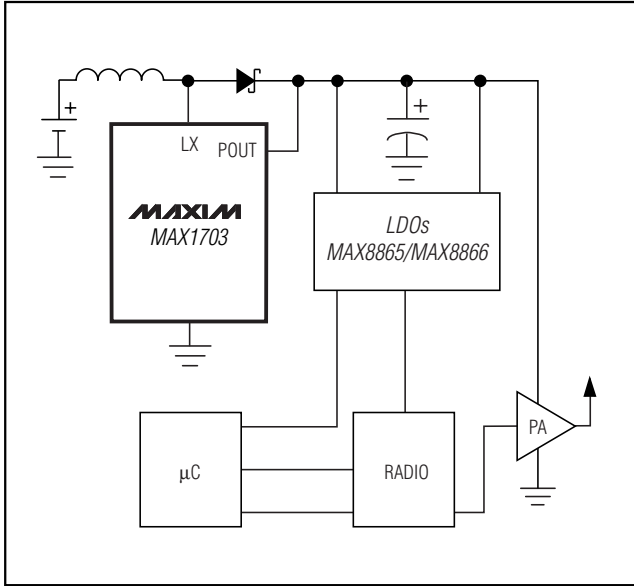 +
+
LX
POUT
MAXIM
MAX1703
LDOs
MAX8865/MAX8866
PA
µC
RADIO